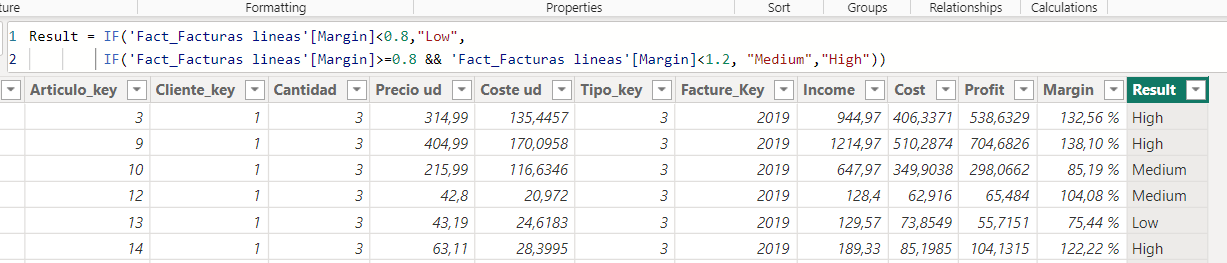 ture Formatting Properties Sort Groups Relationships Calculations
1 Result = IF('Fact_Facturas lineas'[Margin]<0.8,"Low",
2 IF('Fact_Facturas lineas'[Margin]>=0.8 && 'Fact_Facturas lineas'[Margin]<1.2, "Medium","High"))
Articulo_key Cliente_key Cantidad Precio ud Coste ud Tipo_key Facture_Key Income Cost Profit Margin Result
3 1 3 314,99 135,4457 3 2019 944,97 406,3371 538,6329 132,56 % High
9 1 3 404,99 170,0958 3 2019 1214,97 510,2874 704,6826 138,10 % High
10 1 3 215,99 116,6346 3 2019 647,97 349,9038 298,0662 85,19 % Medium
12 1 3 42,8 20,972 3 2019 128,4 62,916 65,484 104,08 % Medium
13 1 3 43,19 24,6183 3 2019 129,57 73,8549 55,7151 75,44 % Low
14 1 3 63,11 28,3995 3 2019 189,33 85,1985 104,1315 122,22 % High